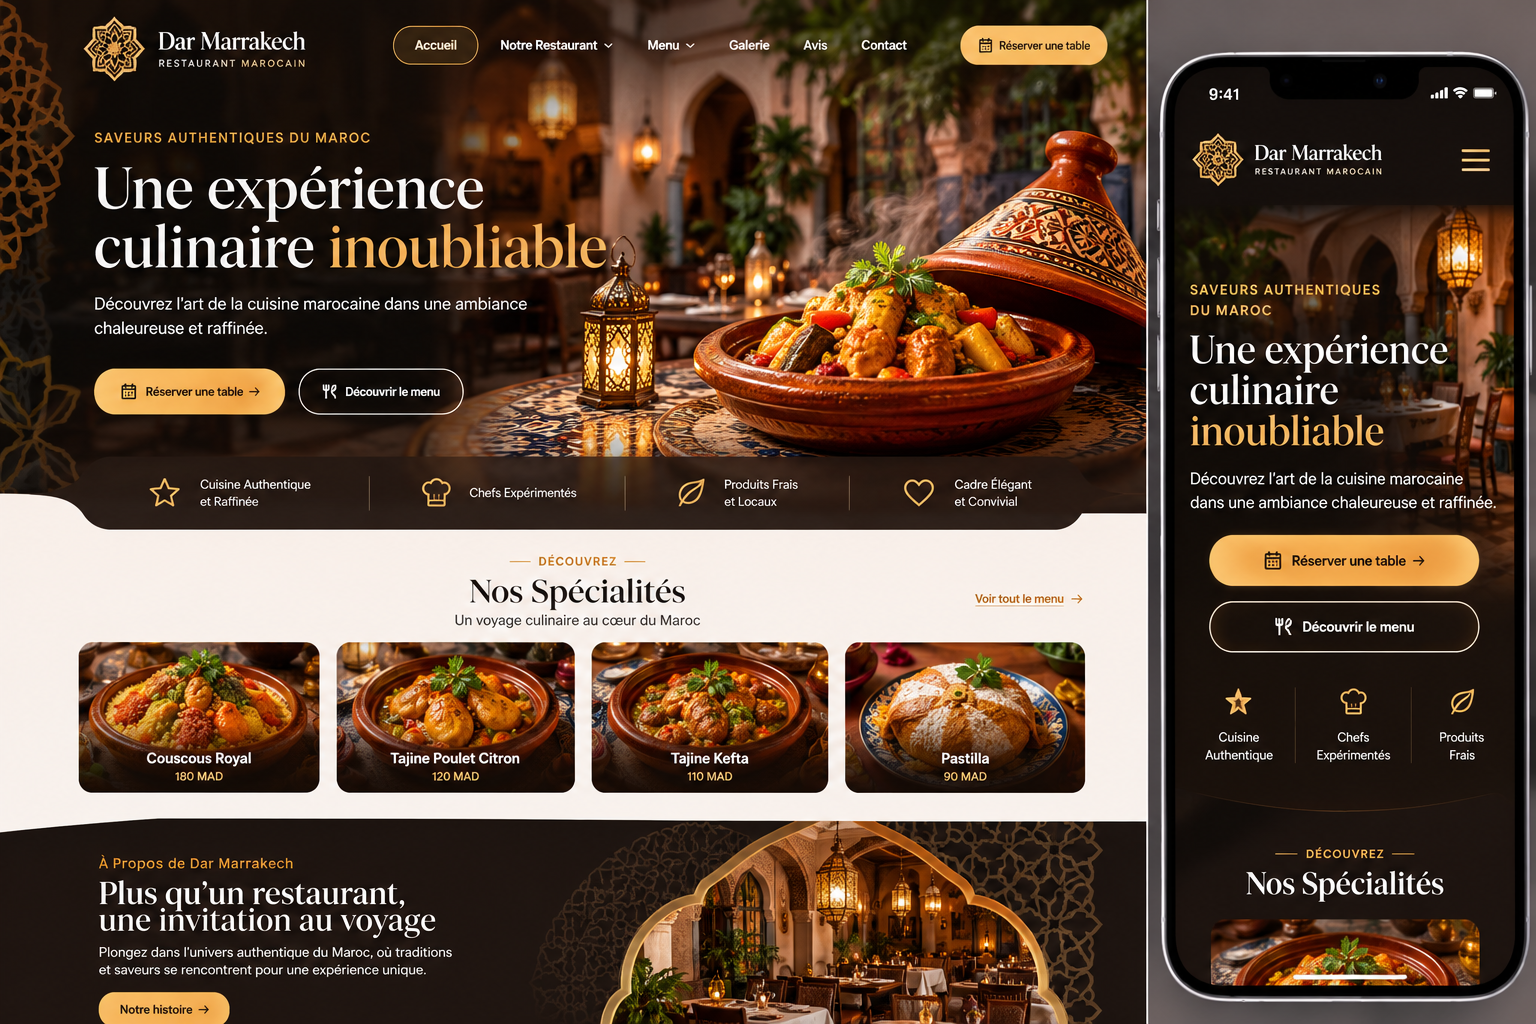 Dar Marrakech
RESTAURANT MAROCAIN
Accueil
Notre Restaurant
Menu
Galerie
Avis
Contact
Réserver une table
SAVEURS AUTHENTIQUES DU MAROC
Une expérience
culinaire inoubliable
Découvrez l'art de la cuisine marocaine dans une ambiance
chaleureuse et raffinée.
Réserver une table →
Découvrir le menu
Cuisine Authentique
et Raffinée
Chefs Expérimentés
Produits Frais
et Locaux
Cadre Élégant
et Convivial
DÉCOUVREZ
Nos Spécialités
Un voyage culinaire au cœur du Maroc
Voir tout le menu →
Couscous Royal
180 MAD
Tajine Poulet Citron
120 MAD
Tajine Kefta
110 MAD
Pastilla
90 MAD
À Propos de Dar Marrakech
Plus qu'un restaurant,
une invitation au voyage
Plongez dans l'univers authentique du Maroc, où traditions
et saveurs se rencontrent pour une expérience unique.
Notre histoire →
9:41
Dar Marrakech
RESTAURANT MAROCAIN
SAVEURS AUTHENTIQUES
DU MAROC
Une expérience
culinaire
inoubliable
Découvrez l'art de la cuisine marocaine
dans une ambiance chaleureuse et raffinée.
Réserver une table →
Découvrir le menu
Cuisine
Authentique
Chefs
Expérimentés
Produits
Frais
DÉCOUVREZ
Nos Spécialités